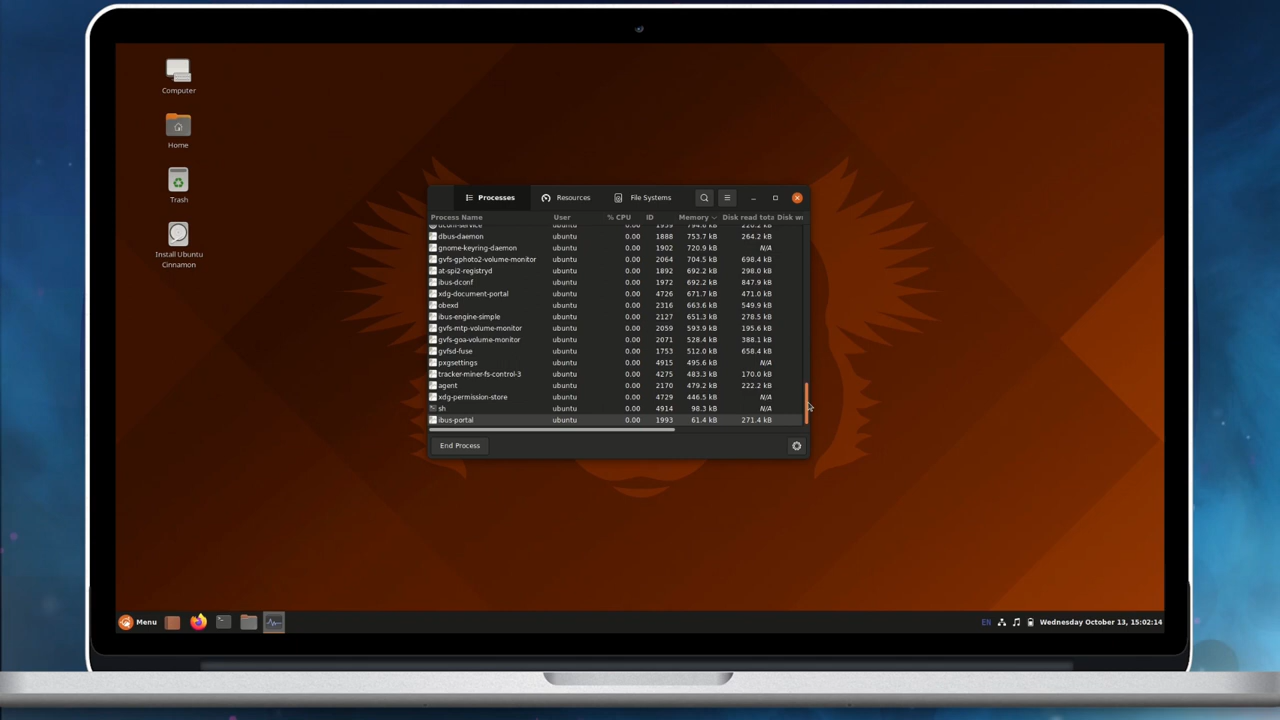 Computer
Home
Trash
Install Ubuntu
Cinnamon
Processes Resources File Systems
Process Name User % CPU ID Memory Disk read tota Disk wr
dbus-daemon ubuntu 0.00 1888 753.7 kB 264.2 kB
gnome-keyring-daemon ubuntu 0.00 1902 720.9 kB N/A
gvfs-gphoto2-volume-monitor ubuntu 0.00 2064 704.5 kB 698.4 kB
at-spi2-registryd ubuntu 0.00 1892 692.2 kB 298.0 kB
ibus-dconf ubuntu 0.00 1972 692.2 kB 847.9 kB
xdg-document-portal ubuntu 0.00 4726 671.7 kB 471.0 kB
obexd ubuntu 0.00 2316 663.6 kB 549.9 kB
ibus-engine-simple ubuntu 0.00 2127 651.3 kB 278.5 kB
gvfs-mtp-volume-monitor ubuntu 0.00 2059 593.9 kB 195.6 kB
gvfs-goa-volume-monitor ubuntu 0.00 2071 528.4 kB 388.1 kB
gvfsd-fuse ubuntu 0.00 1753 512.0 kB 658.4 kB
pxgsettings ubuntu 0.00 4915 495.6 kB N/A
tracker-miner-fs-control-3 ubuntu 0.00 4275 483.3 kB 170.0 kB
agent ubuntu 0.00 2170 479.2 kB 222.2 kB
xdg-permission-store ubuntu 0.00 4729 446.5 kB N/A
sh ubuntu 0.00 4914 98.3 kB N/A
ibus-portal ubuntu 0.00 1993 61.4 kB 271.4 kB
End Process
Menu EN Wednesday October 13, 15:02:14